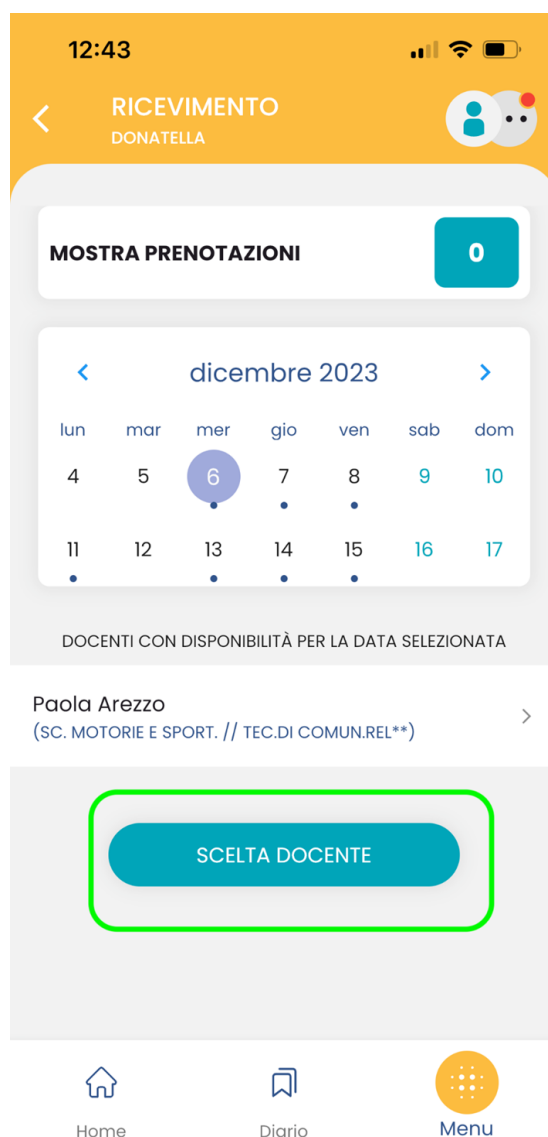 12:43
RICEVIMENTO
DONATELLA
MOSTRA PRENOTAZIONI 0
dicembre 2023
lun mar mer gio ven sab dom
4 5 6 7 8 9 10
11 12 13 14 15 16 17
DOCENTI CON DISPONIBILITÀ PER LA DATA SELEZIONATA
Paola Arezzo
(SC. MOTORIE E SPORT. // TEC.DI COMUN.REL**)
SCELTA DOCENTE
Home Diario Menu